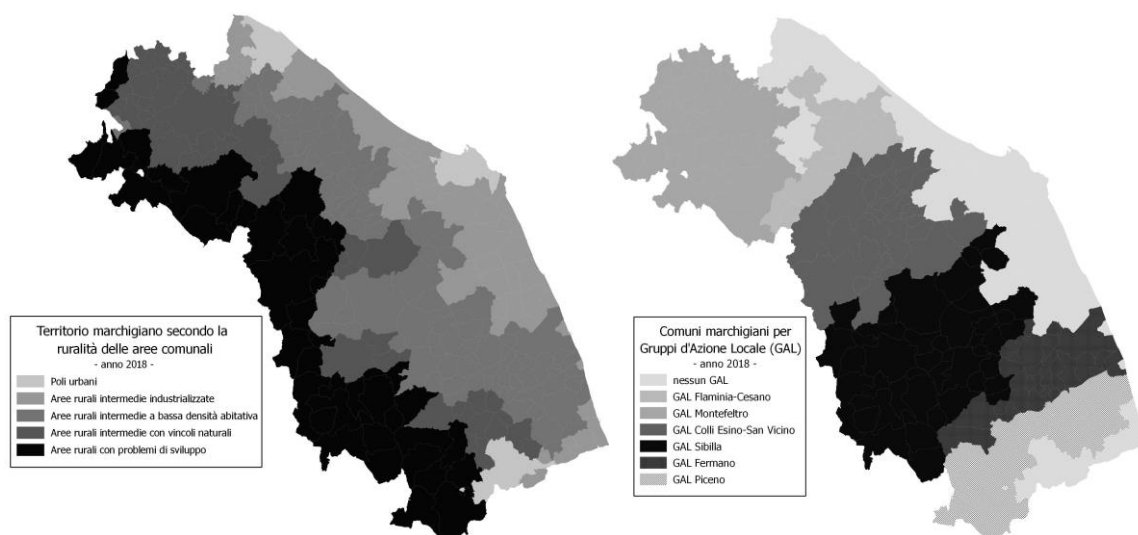 Territorio marchigiano secondo la
ruralità delle aree comunali
- anno 2018 -
Poli urbani
Aree rurali intermedie industrializzate
Aree rurali intermedie a bassa densità abitativa
Aree rurali intermedie con vincoli naturali
Aree rurali con problemi di sviluppo
Comuni marchigiani per
Gruppi d'Azione Locale (GAL)
- anno 2018 -
nessun GAL
GAL Flaminia-Cesano
GAL Montefeltro
GAL Colli Esino-San Vicino
GAL Sibilla
GAL Fermano
GAL Piceno